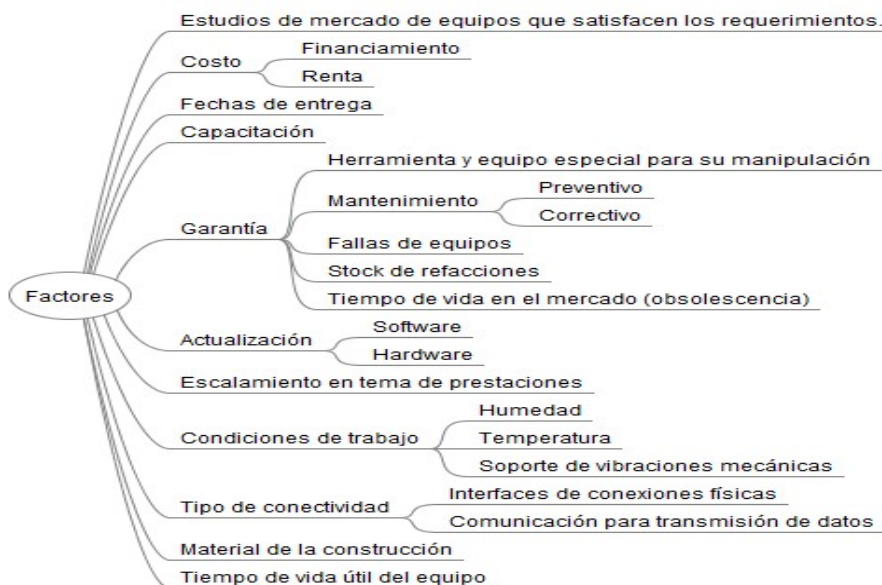 Estudios de mercado de equipos que satisfacen los requerimientos.
Costo
Financiamiento
Renta
Fechas de entrega
Capacitación
Garantía
Herramienta y equipo especial para su manipulación
Mantenimiento
Preventivo
Correctivo
Fallas de equipos
Stock de refacciones
Tiempo de vida en el mercado (obsolescencia)
Factores
Actualización
Software
Hardware
Escalamiento en tema de prestaciones
Condiciones de trabajo
Humedad
Temperatura
Soporte de vibraciones mecánicas
Tipo de conectividad
Interfaces de conexiones físicas
Comunicación para transmisión de datos
Material de la construcción
Tiempo de vida útil del equipo